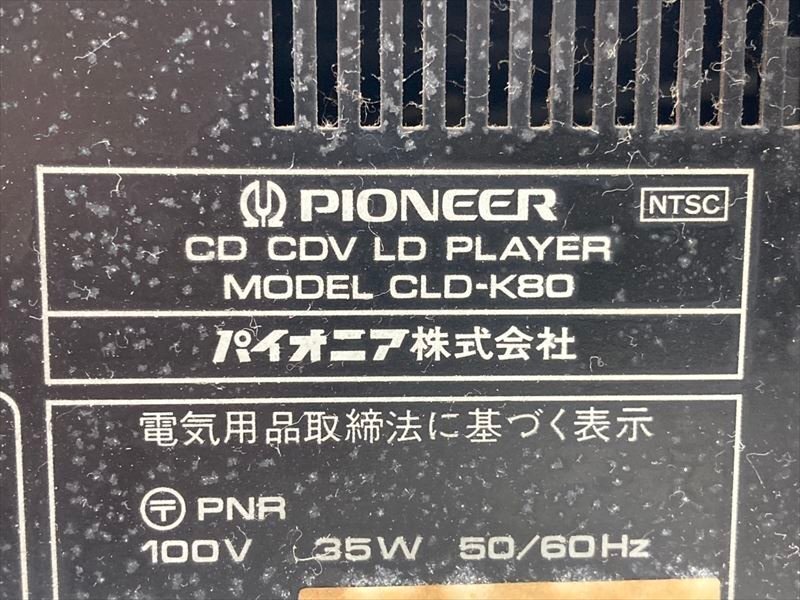 PIONEER NTSC
CD CDV LD PLAYER
MODEL CLD-K80
パイオニア株式会社
電気用品取締法に基づく表示
〶 PNR
100V 35W 50/60Hz